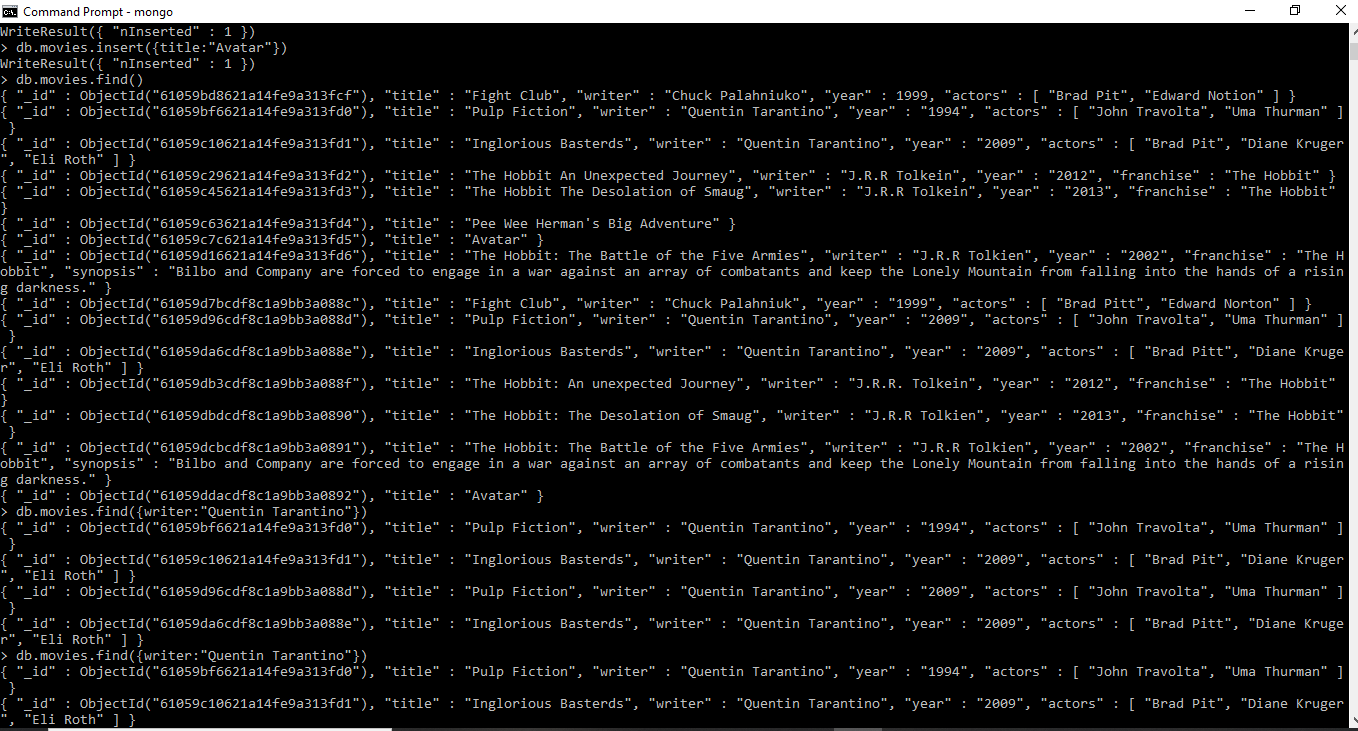 Command Prompt - mongo
WriteResult({ "nInserted" : 1 })
> db.movies.insert({title:"Avatar"})
WriteResult({ "nInserted" : 1 })
> db.movies.find()
{ "_id" : ObjectId("61059bd8621a14fe9a313fcf"), "title" : "Fight Club", "writer" : "Chuck Palahniuko", "year" : 1999, "actors" : [ "Brad Pit", "Edward Notion" ] }
{ "_id" : ObjectId("61059bf6621a14fe9a313fd0"), "title" : "Pulp Fiction", "writer" : "Quentin Tarantino", "year" : "1994", "actors" : [ "John Travolta", "Uma Thurman" ]
}
{ "_id" : ObjectId("61059c10621a14fe9a313fd1"), "title" : "Inglorious Basterds", "writer" : "Quentin Tarantino", "year" : "2009", "actors" : [ "Brad Pit", "Diane Kruger
", "Eli Roth" ] }
{ "_id" : ObjectId("61059c29621a14fe9a313fd2"), "title" : "The Hobbit An Unexpected Journey", "writer" : "J.R.R Tolkein", "year" : "2012", "franchise" : "The Hobbit" }
{ "_id" : ObjectId("61059c45621a14fe9a313fd3"), "title" : "The Hobbit The Desolation of Smaug", "writer" : "J.R.R Tolkein", "year" : "2013", "franchise" : "The Hobbit"
}
{ "_id" : ObjectId("61059c63621a14fe9a313fd4"), "title" : "Pee Wee Herman's Big Adventure" }
{ "_id" : ObjectId("61059c7c621a14fe9a313fd5"), "title" : "Avatar" }
{ "_id" : ObjectId("61059d16621a14fe9a313fd6"), "title" : "The Hobbit: The Battle of the Five Armies", "writer" : "J.R.R Tolkien", "year" : "2002", "franchise" : "The H
obbit", "synopsis" : "Bilbo and Company are forced to engage in a war against an array of combatants and keep the Lonely Mountain from falling into the hands of a risin
g darkness." }
{ "_id" : ObjectId("61059d7bcdf8c1a9bb3a088c"), "title" : "Fight Club", "writer" : "Chuck Palahniuk", "year" : "1999", "actors" : [ "Brad Pitt", "Edward Norton" ] }
{ "_id" : ObjectId("61059d96cdf8c1a9bb3a088d"), "title" : "Pulp Fiction", "writer" : "Quentin Tarantino", "year" : "2009", "actors" : [ "John Travolta", "Uma Thurman" ]
}
{ "_id" : ObjectId("61059da6cdf8c1a9bb3a088e"), "title" : "Inglorious Basterds", "writer" : "Quentin Tarantino", "year" : "2009", "actors" : [ "Brad Pitt", "Diane Kruge
r", "Eli Roth" ] }
{ "_id" : ObjectId("61059db3cdf8c1a9bb3a088f"), "title" : "The Hobbit: An unexpected Journey", "writer" : "J.R.R. Tolkein", "year" : "2012", "franchise" : "The Hobbit"
}
{ "_id" : ObjectId("61059dbdcdf8c1a9bb3a0890"), "title" : "The Hobbit: The Desolation of Smaug", "writer" : "J.R.R Tolkien", "year" : "2013", "franchise" : "The Hobbit"
}
{ "_id" : ObjectId("61059dcbcdf8c1a9bb3a0891"), "title" : "The Hobbit: The Battle of the Five Armies", "writer" : "J.R.R Tolkien", "year" : "2002", "franchise" : "The H
obbit", "synopsis" : "Bilbo and Company are forced to engage in a war against an array of combatants and keep the Lonely Mountain from falling into the hands of a risin
g darkness." }
{ "_id" : ObjectId("61059ddacdf8c1a9bb3a0892"), "title" : "Avatar" }
> db.movies.find({writer:"Quentin Tarantino"})
{ "_id" : ObjectId("61059bf6621a14fe9a313fd0"), "title" : "Pulp Fiction", "writer" : "Quentin Tarantino", "year" : "1994", "actors" : [ "John Travolta", "Uma Thurman" ]
}
{ "_id" : ObjectId("61059c10621a14fe9a313fd1"), "title" : "Inglorious Basterds", "writer" : "Quentin Tarantino", "year" : "2009", "actors" : [ "Brad Pit", "Diane Kruger
", "Eli Roth" ] }
{ "_id" : ObjectId("61059d96cdf8c1a9bb3a088d"), "title" : "Pulp Fiction", "writer" : "Quentin Tarantino", "year" : "2009", "actors" : [ "John Travolta", "Uma Thurman" ]
}
{ "_id" : ObjectId("61059da6cdf8c1a9bb3a088e"), "title" : "Inglorious Basterds", "writer" : "Quentin Tarantino", "year" : "2009", "actors" : [ "Brad Pitt", "Diane Kruge
r", "Eli Roth" ] }
> db.movies.find({writer:"Quentin Tarantino"})
{ "_id" : ObjectId("61059bf6621a14fe9a313fd0"), "title" : "Pulp Fiction", "writer" : "Quentin Tarantino", "year" : "1994", "actors" : [ "John Travolta", "Uma Thurman" ]
}
{ "_id" : ObjectId("61059c10621a14fe9a313fd1"), "title" : "Inglorious Basterds", "writer" : "Quentin Tarantino", "year" : "2009", "actors" : [ "Brad Pit", "Diane Kruger
", "Eli Roth" ] }